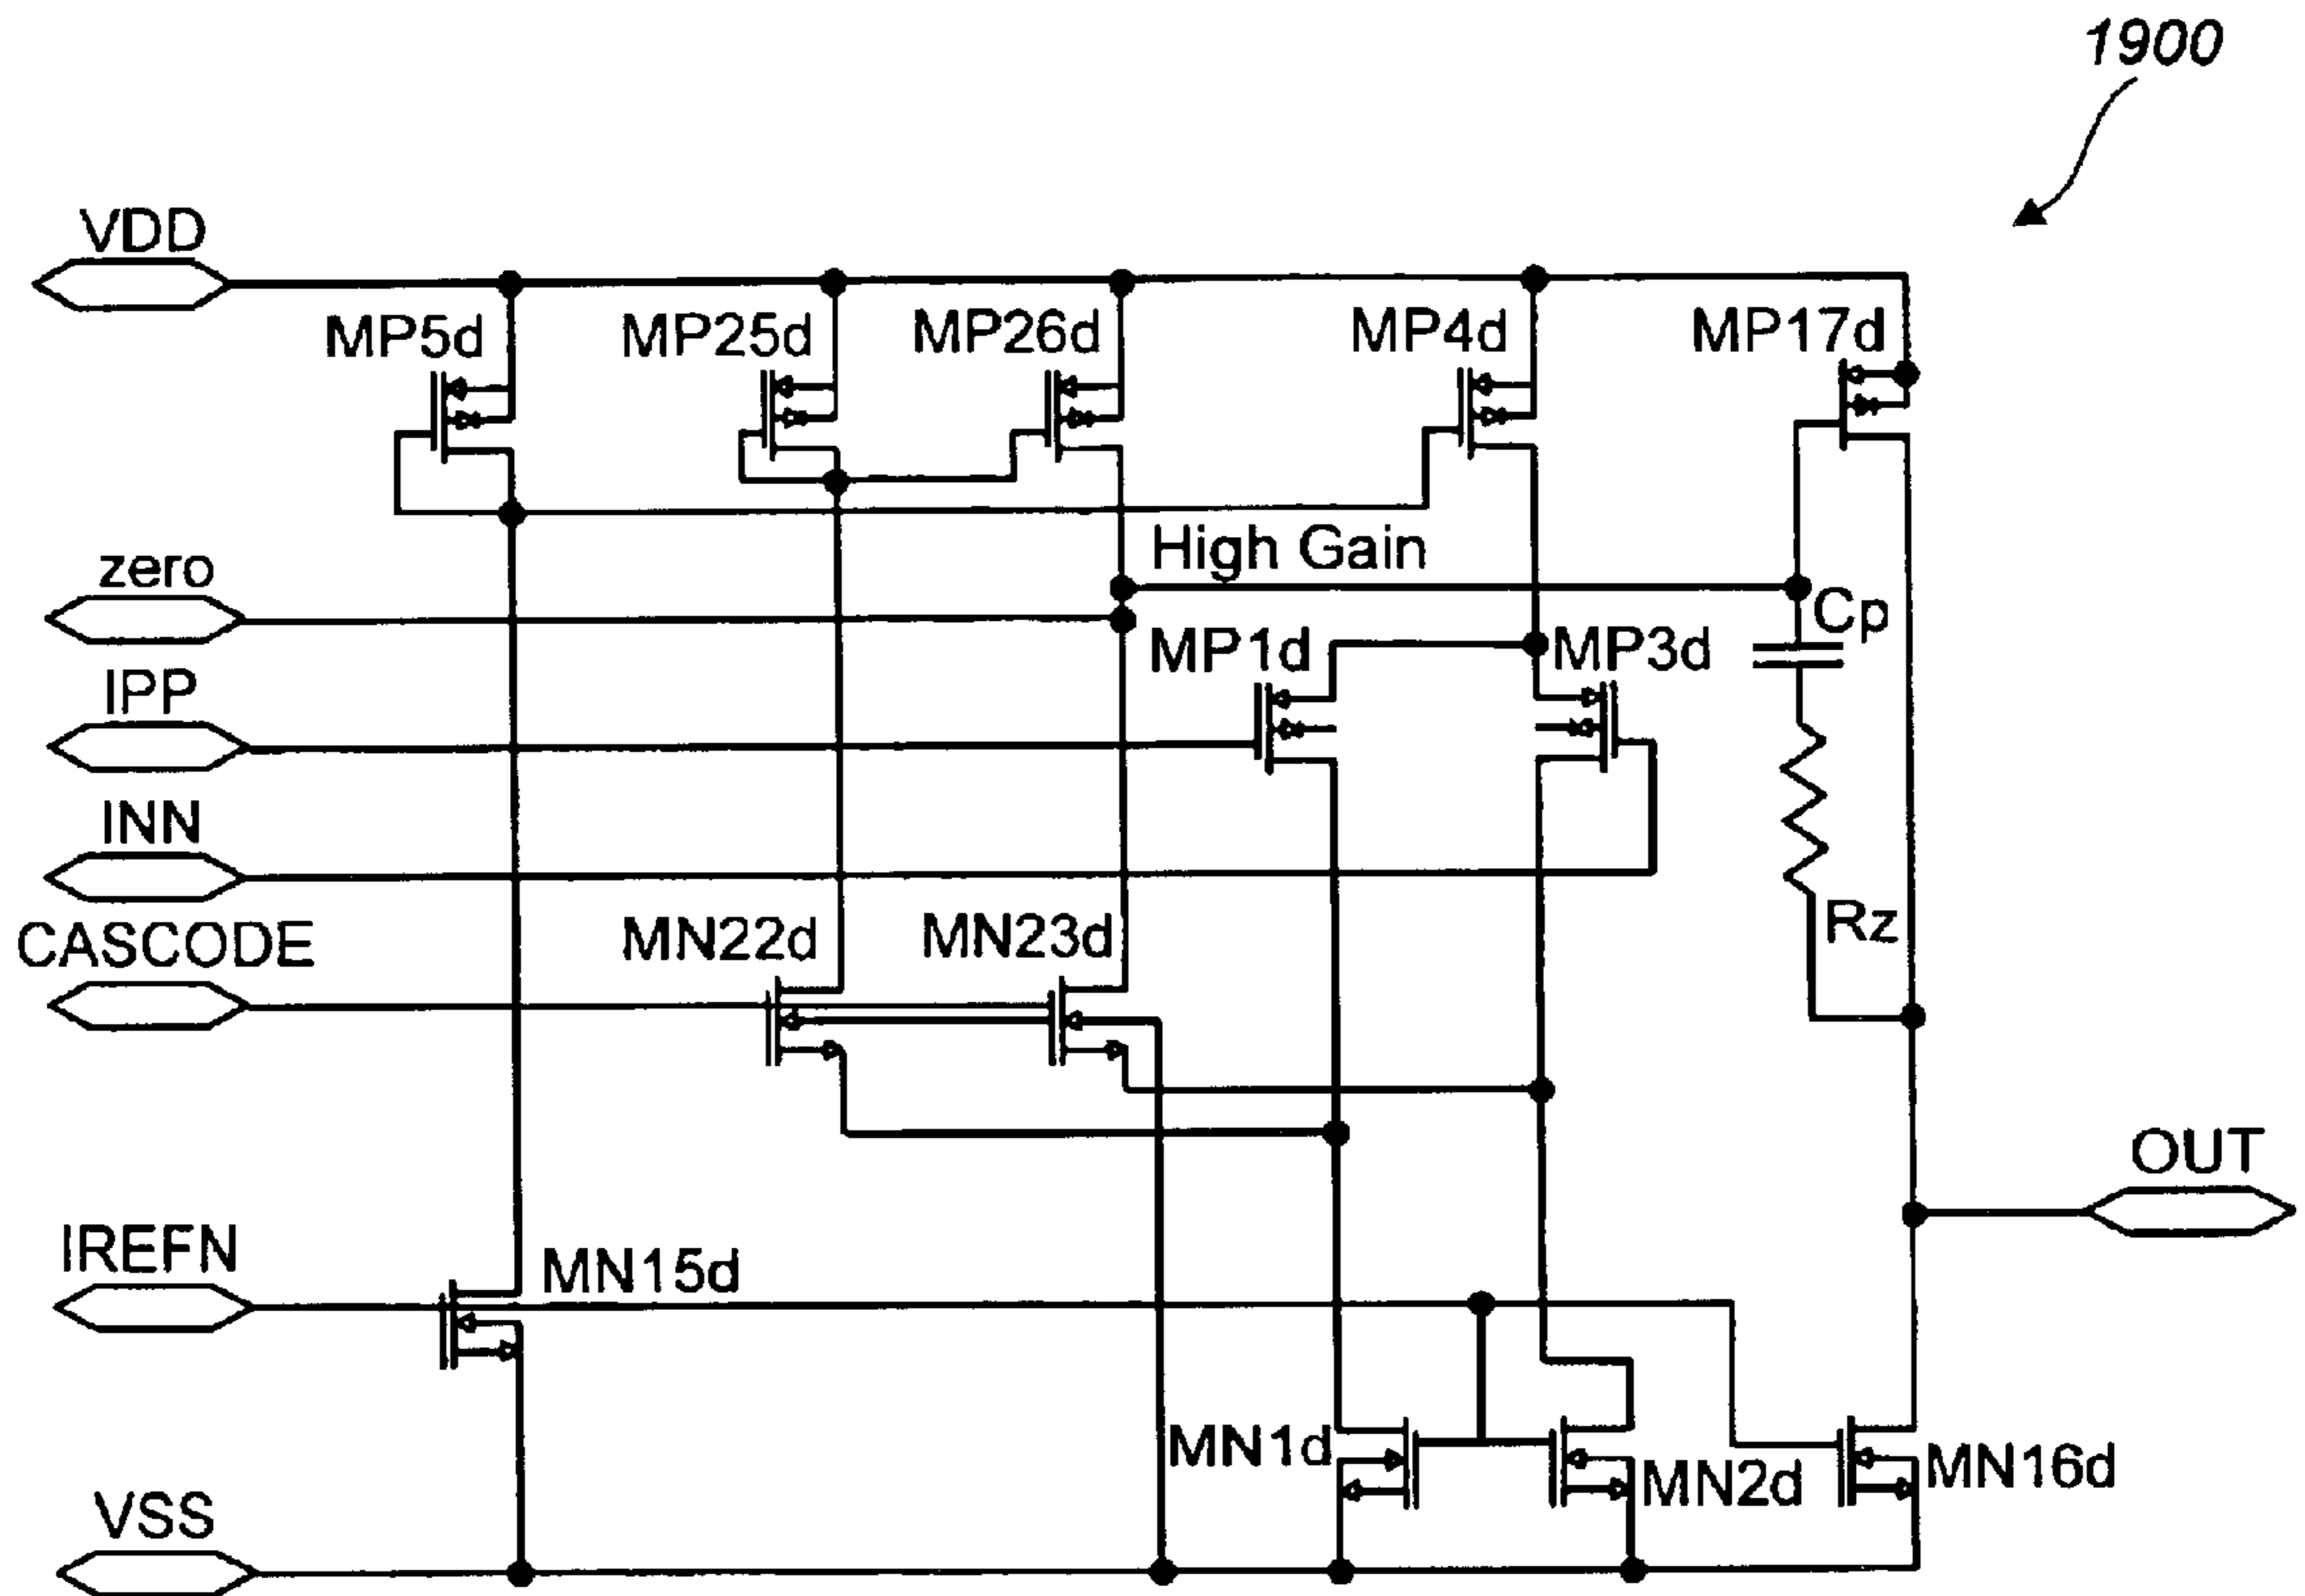 1900
VDD
MP5d
MP25d
MP26d
MP4d
MP17d
High Gain
zero
Cp
MP1d
MP3d
IPP
INN
Rz
CASCODE
MN22d
MN23d
OUT
IREFN
MN15d
MN1d
MN2d
MN16d
VSS